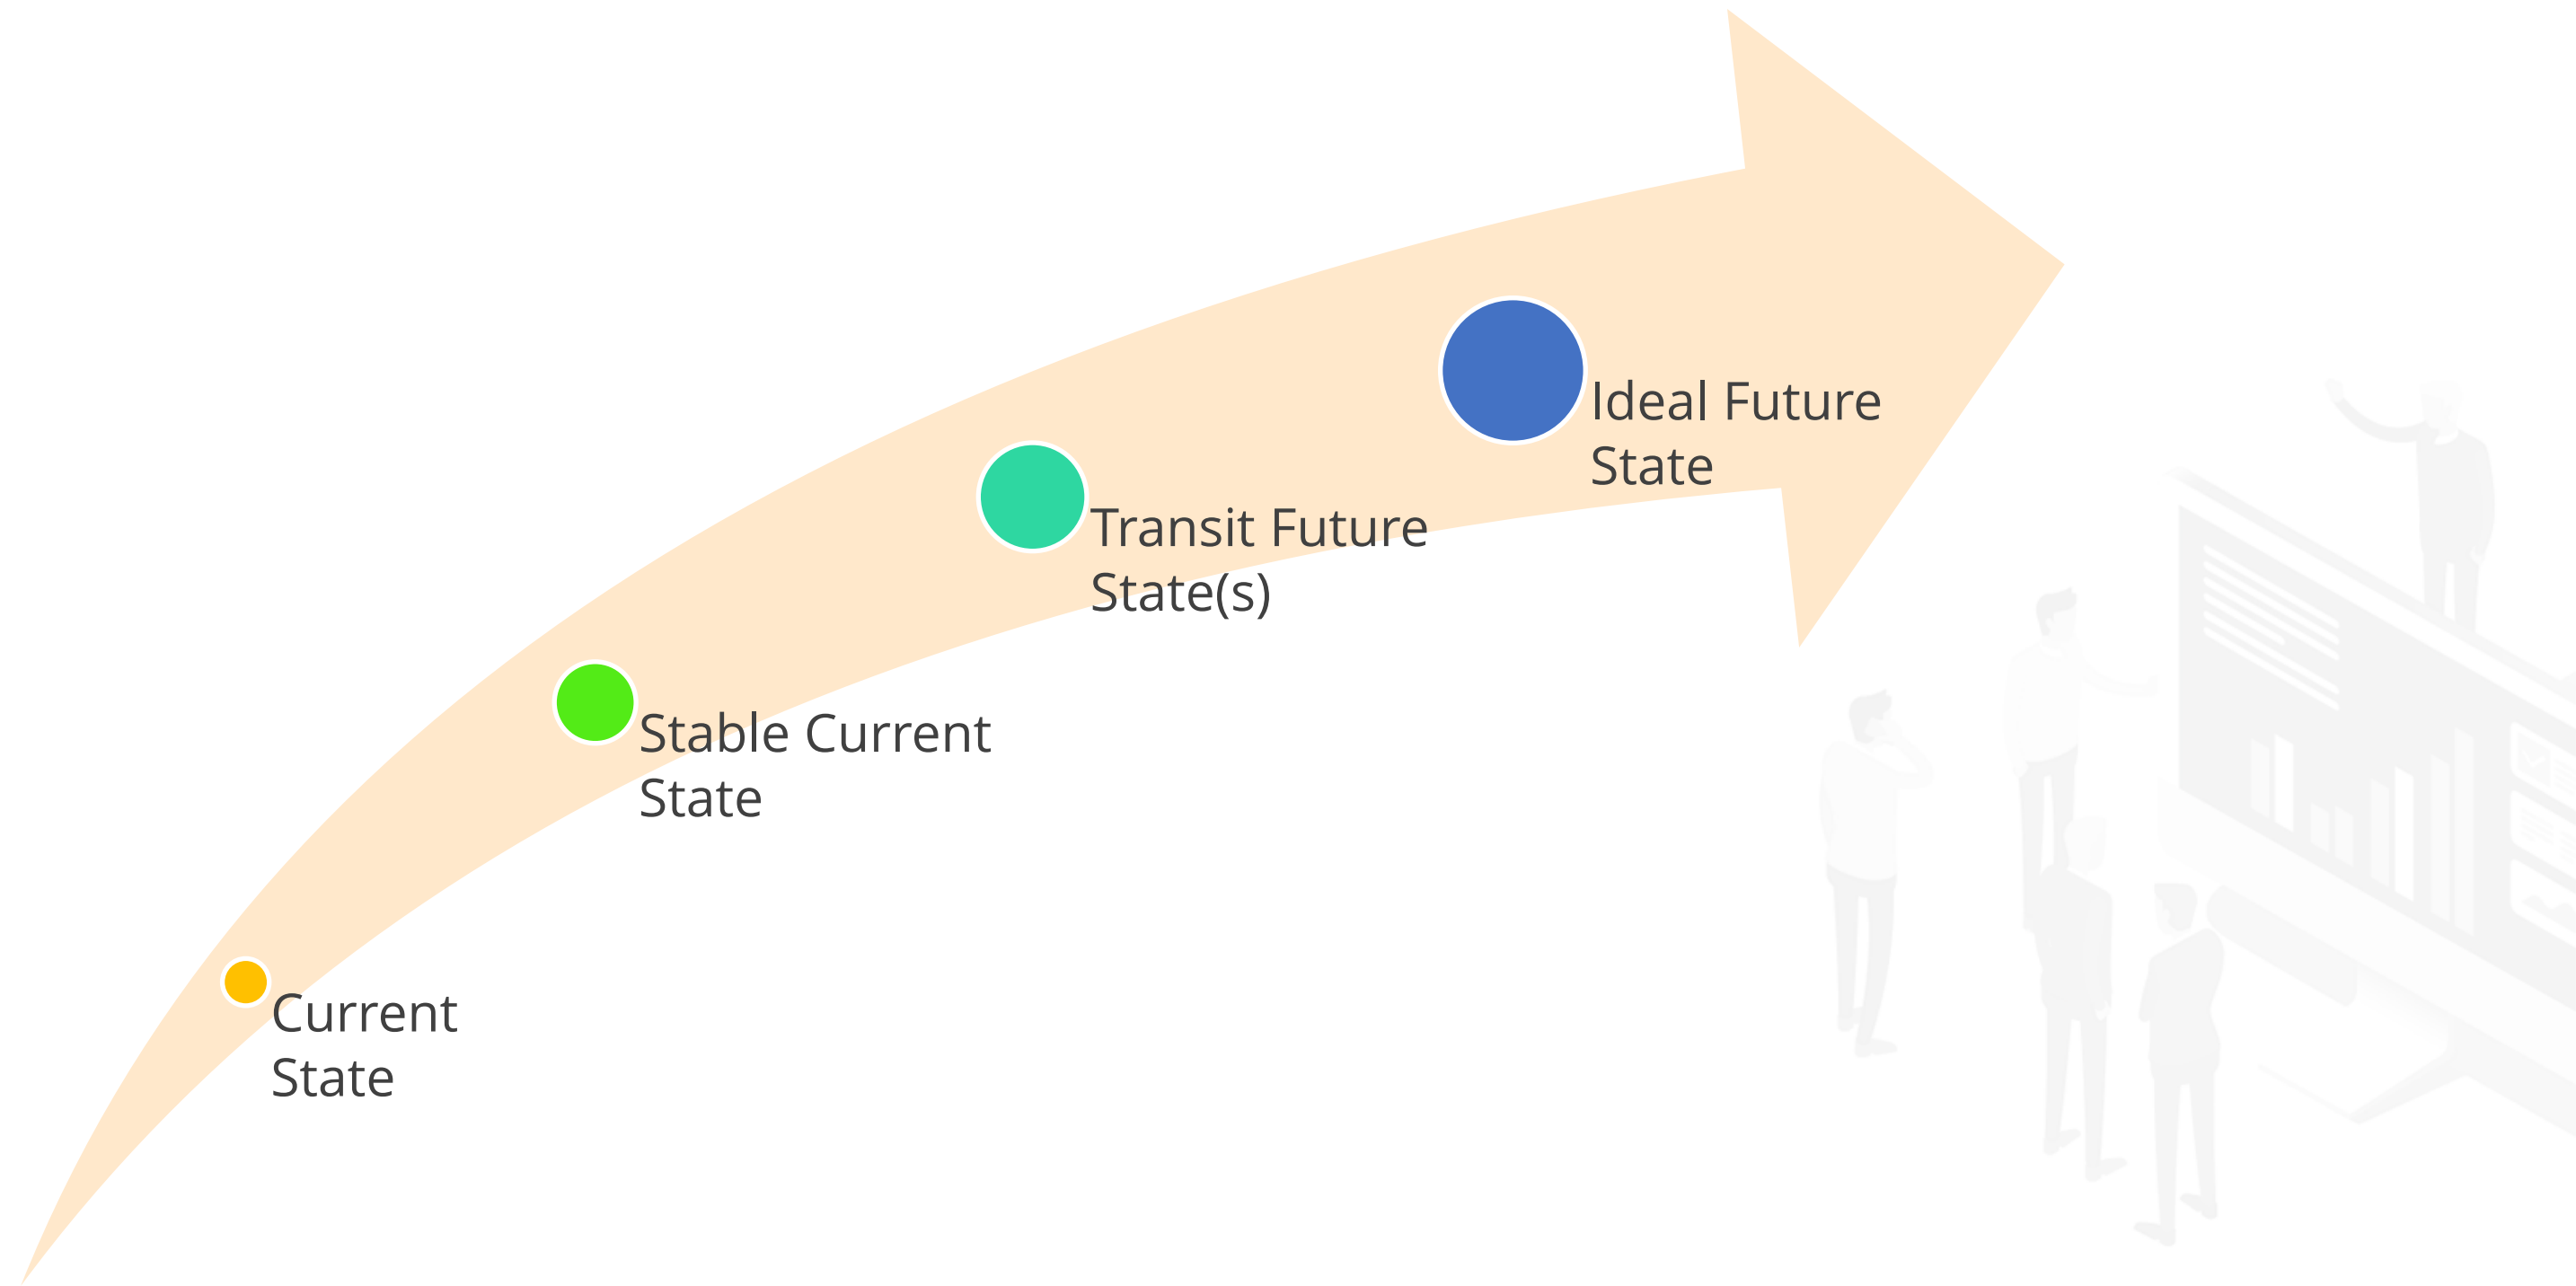 Current
State
Stable Current
State
Transit Future
State(s)
Ideal Future
State